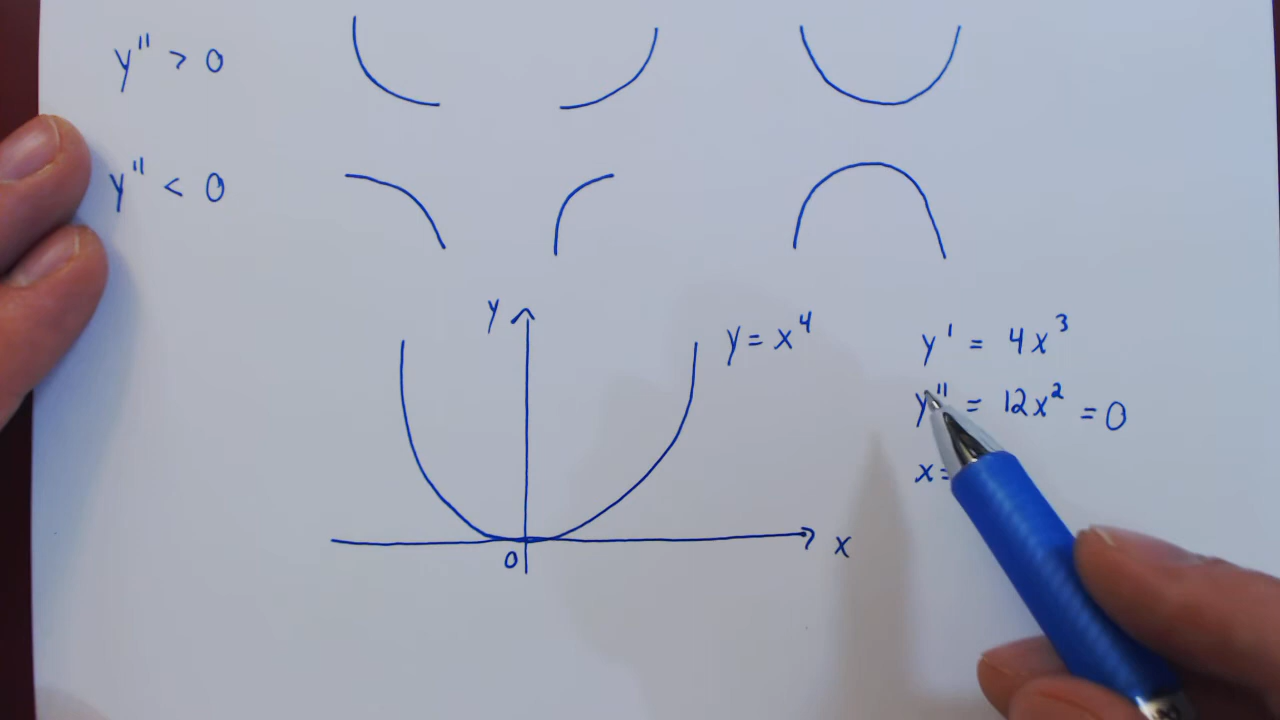 y'' > 0
y'' < 0
y
y = x⁴
0
x
y' = 4x³
y'' = 12x² = 0
x =